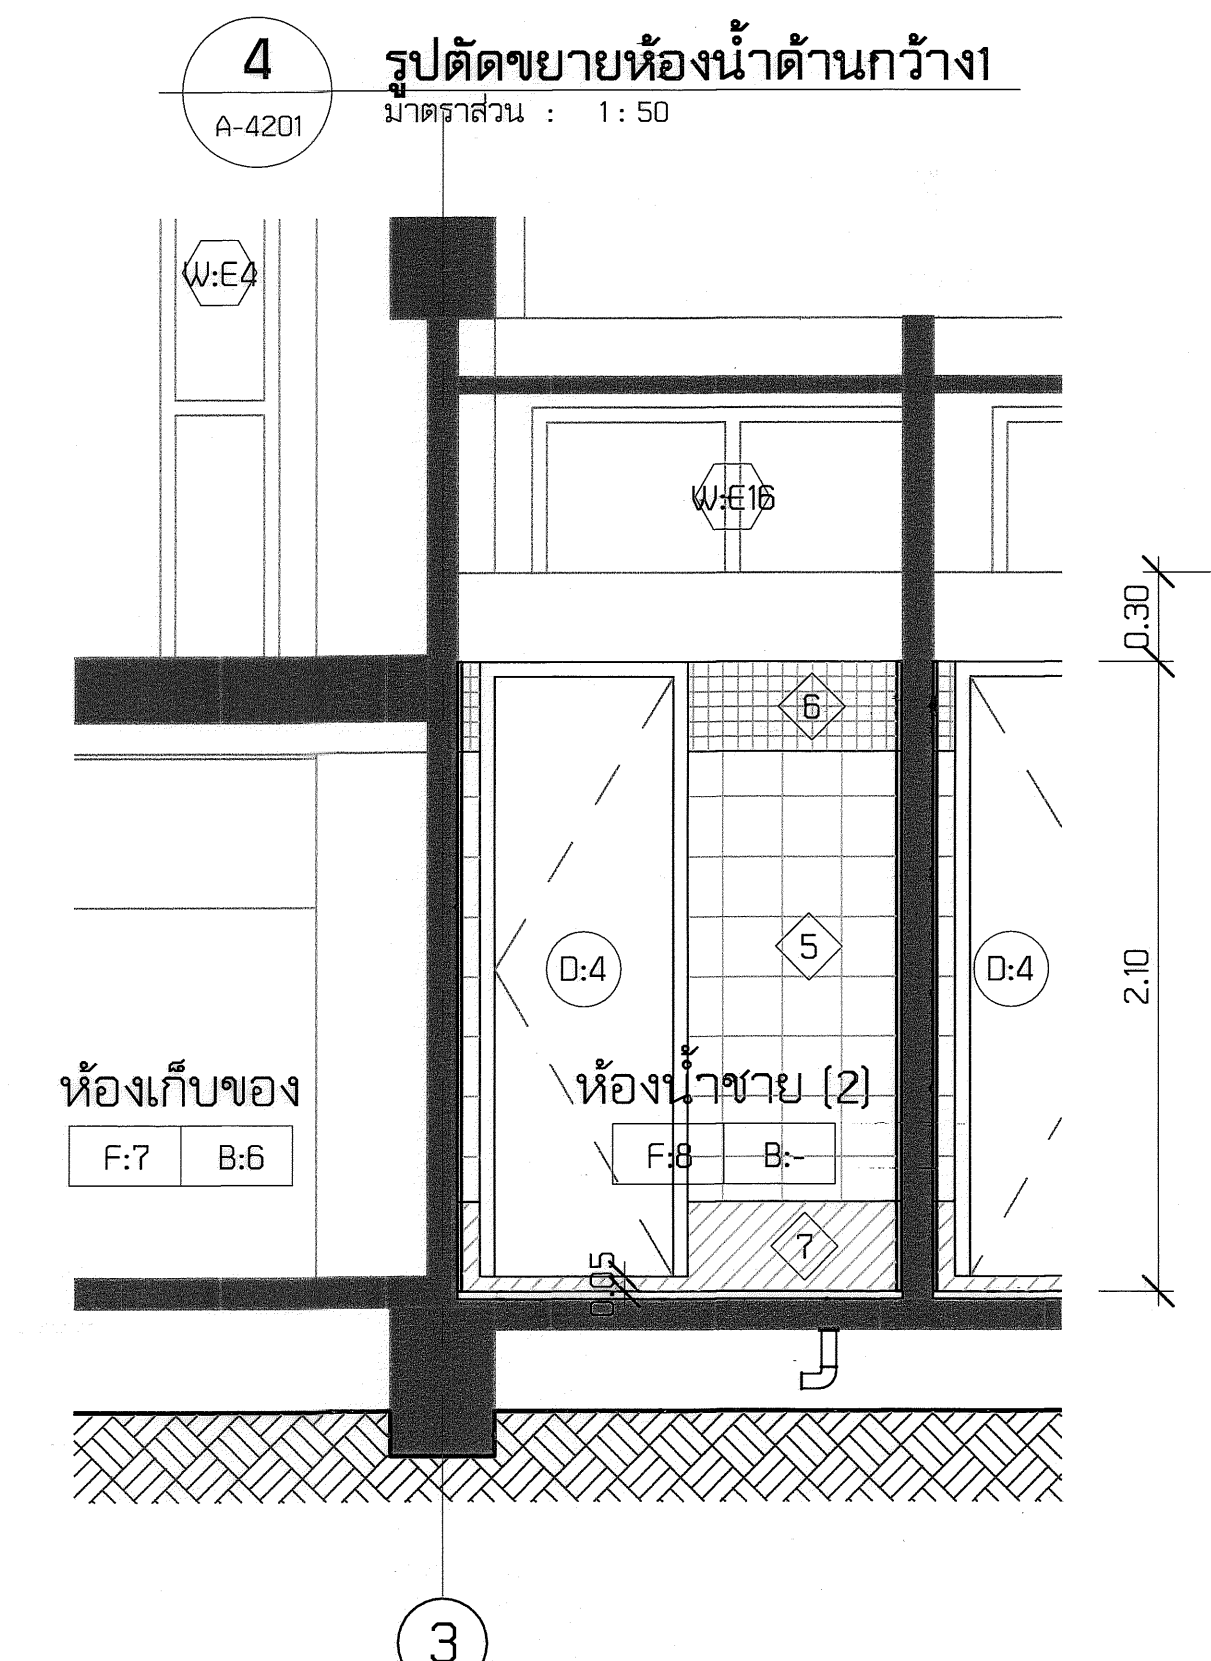 4
รูปตัดขยายห้องน้ำด้านกว้าง1
A-4201
มาตราส่วน : 1 : 50
W:E4
W:E16
0.30
6
5
D:4
D:4
2.10
ห้องเก็บของ
ห้องน้ำชาย (2)
F:7 B:6
F:8 B:-
7
0.05
3